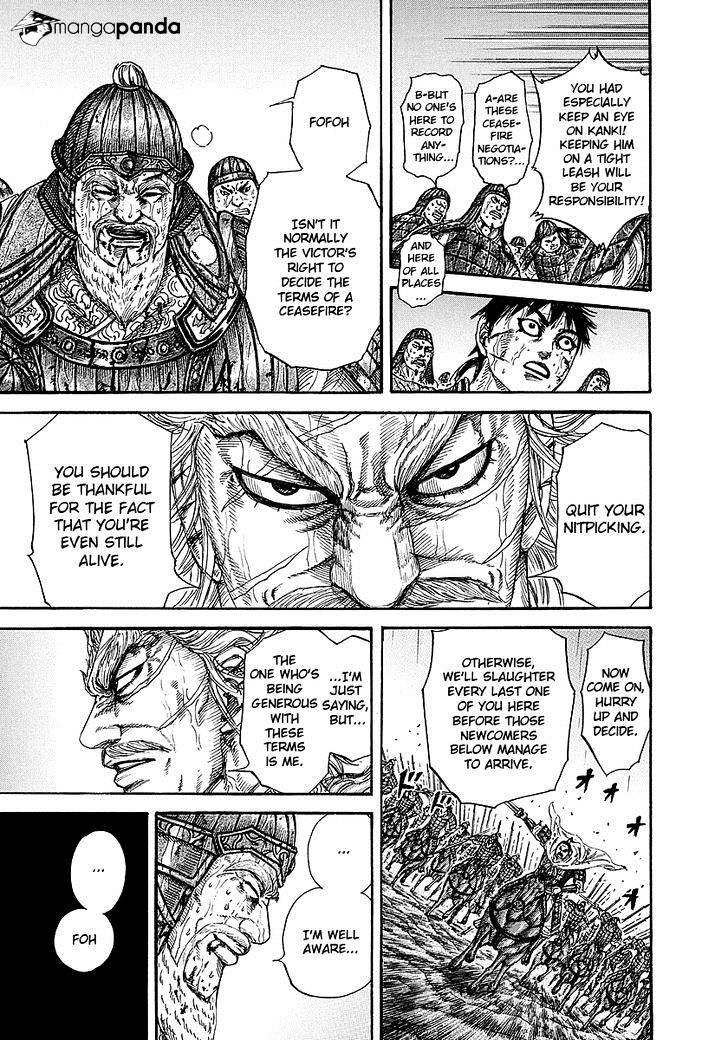 mangapanda
YOU HAD
ESPECIALLY
KEEP AN EYE
ON KANKI!
KEEPING HIM
ON A TIGHT
LEASH WILL
BE YOUR
RESPONSIBILITY!
A-ARE
THESE
CEASE-
FIRE
NEGOTIA-
TIONS?...
B-BUT
NO ONE'S
HERE TO
RECORD
ANY-
THING...
AND
HERE
OF ALL
PLACES
...
FOFOH
ISN'T IT
NORMALLY
THE VICTOR'S
RIGHT TO
DECIDE THE
TERMS OF A
CEASEFIRE?
QUIT YOUR
NITPICKING.
YOU SHOULD
BE THANKFUL
FOR THE FACT
THAT YOU'RE
EVEN STILL
ALIVE.
NOW
COME ON,
HURRY
UP AND
DECIDE.
OTHERWISE,
WE'LL SLAUGHTER
EVERY LAST ONE
OF YOU HERE
BEFORE THOSE
NEWCOMERS
BELOW MANAGE
TO ARRIVE.
オオ
ドド
...I'M
JUST
SAYING,
BUT...
THE
ONE WHO'S
BEING
GENEROUS
WITH
THESE
TERMS
IS ME.
...
I'M WELL
AWARE...
...
FOH